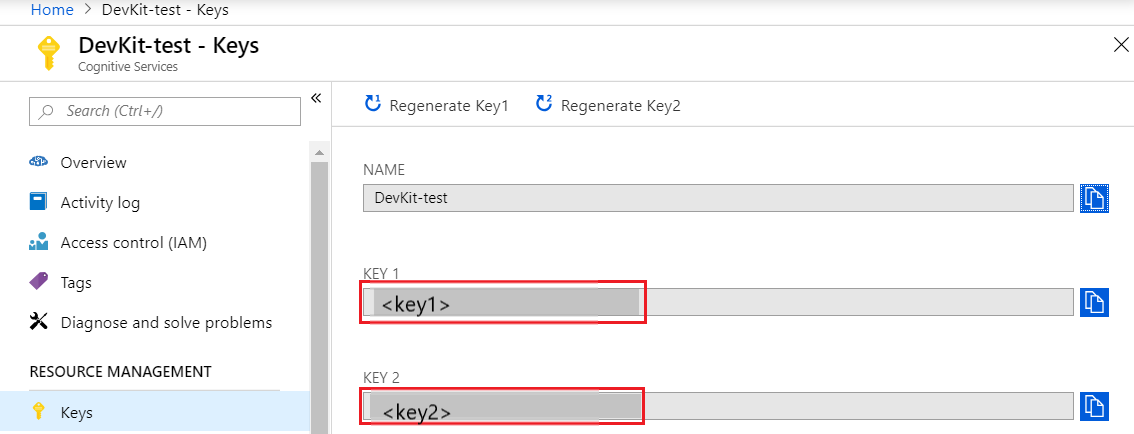 Home > DevKit-test - Keys
DevKit-test - Keys
Cognitive Services
Search (Ctrl+/)
«
Overview
Activity log
Access control (IAM)
Tags
Diagnose and solve problems
RESOURCE MANAGEMENT
Keys
1 Regenerate Key1
2 Regenerate Key2
NAME
DevKit-test
KEY 1
<key1>
KEY 2
<key2>